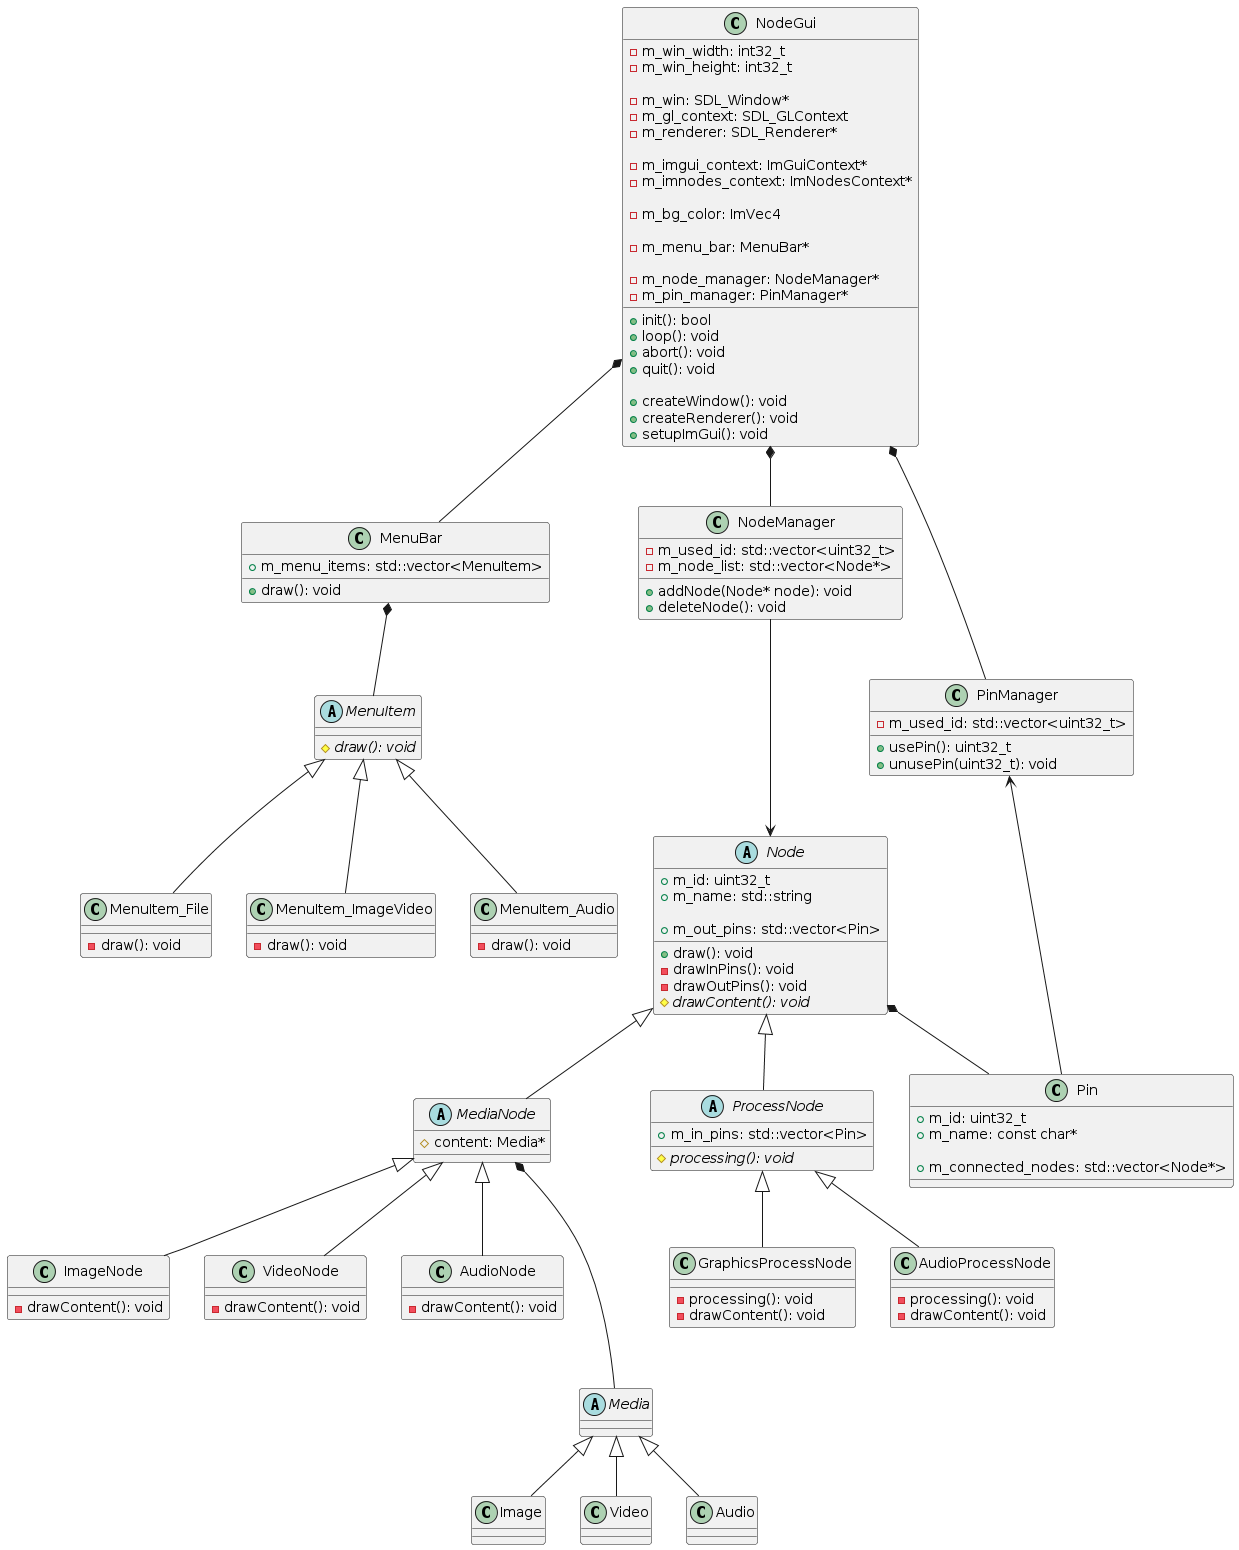 C NodeGui
m_win_width: int32_t
m_win_height: int32_t
m_win: SDL_Window*
m_gl_context: SDL_GLContext
m_renderer: SDL_Renderer*
m_imgui_context: ImGuiContext*
m_imnodes_context: ImNodesContext*
m_bg_color: ImVec4
m_menu_bar: MenuBar*
m_node_manager: NodeManager*
m_pin_manager: PinManager*
init(): bool
loop(): void
abort(): void
quit(): void
createWindow(): void
createRenderer(): void
setupImGui(): void
C MenuBar
m_menu_items: std::vector<MenuItem>
draw(): void
C NodeManager
m_used_id: std::vector<uint32_t>
m_node_list: std::vector<Node*>
addNode(Node* node): void
deleteNode(): void
C PinManager
m_used_id: std::vector<uint32_t>
usePin(): uint32_t
unusePin(uint32_t): void
A MenuItem
draw(): void
C MenuItem_File
draw(): void
C MenuItem_ImageVideo
draw(): void
C MenuItem_Audio
draw(): void
A Node
m_id: uint32_t
m_name: std::string
m_out_pins: std::vector<Pin>
draw(): void
drawInPins(): void
drawOutPins(): void
drawContent(): void
A MediaNode
content: Media*
A ProcessNode
m_in_pins: std::vector<Pin>
processing(): void
C Pin
m_id: uint32_t
m_name: const char*
m_connected_nodes: std::vector<Node*>
C ImageNode
drawContent(): void
C VideoNode
drawContent(): void
C AudioNode
drawContent(): void
C GraphicsProcessNode
processing(): void
drawContent(): void
C AudioProcessNode
processing(): void
drawContent(): void
A Media
C Image
C Video
C Audio